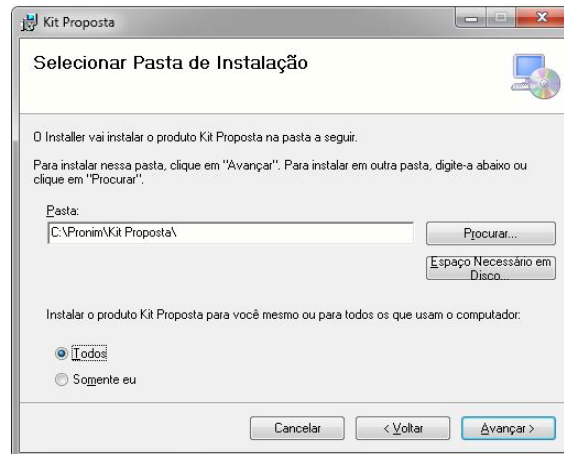 Kit Proposta
Selecionar Pasta de Instalação
O Installer vai instalar o produto Kit Proposta na pasta a seguir.
Para instalar nessa pasta, clique em "Avançar". Para instalar em outra pasta, digite-a abaixo ou
clique em "Procurar".
Pasta:
C:\Pronim\Kit Proposta\
Procurar...
Espaço Necessário em
Disco...
Instalar o produto Kit Proposta para você mesmo ou para todos os que usam o computador:
Todos
Somente eu
Cancelar
< Voltar
Avançar >